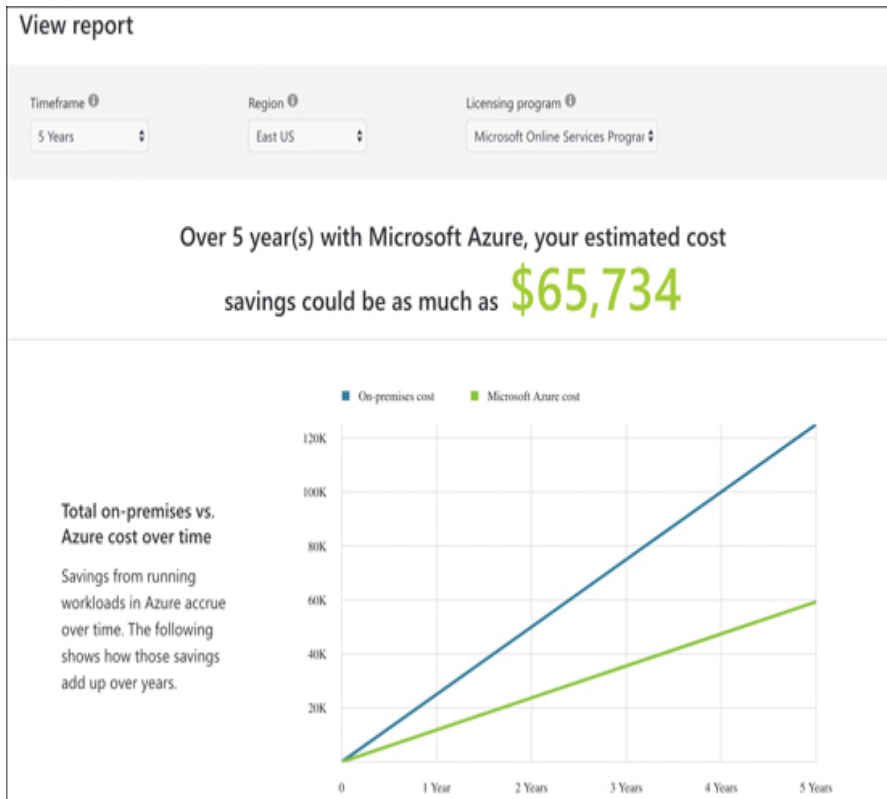 View report
Timeframe
Region
Licensing program
5 Years
East US
Microsoft Online Services Prograr
Over 5 year(s) with Microsoft Azure, your estimated cost
savings could be as much as $65,734
On-premises cost
Microsoft Azure cost
Total on-premises vs.
Azure cost over time
Savings from running
workloads in Azure accrue
over time. The following
shows how those savings
add up over years.
120K
100K
80K
60K
40K
20K
0
1 Year
2 Years
3 Years
4 Years
5 Years